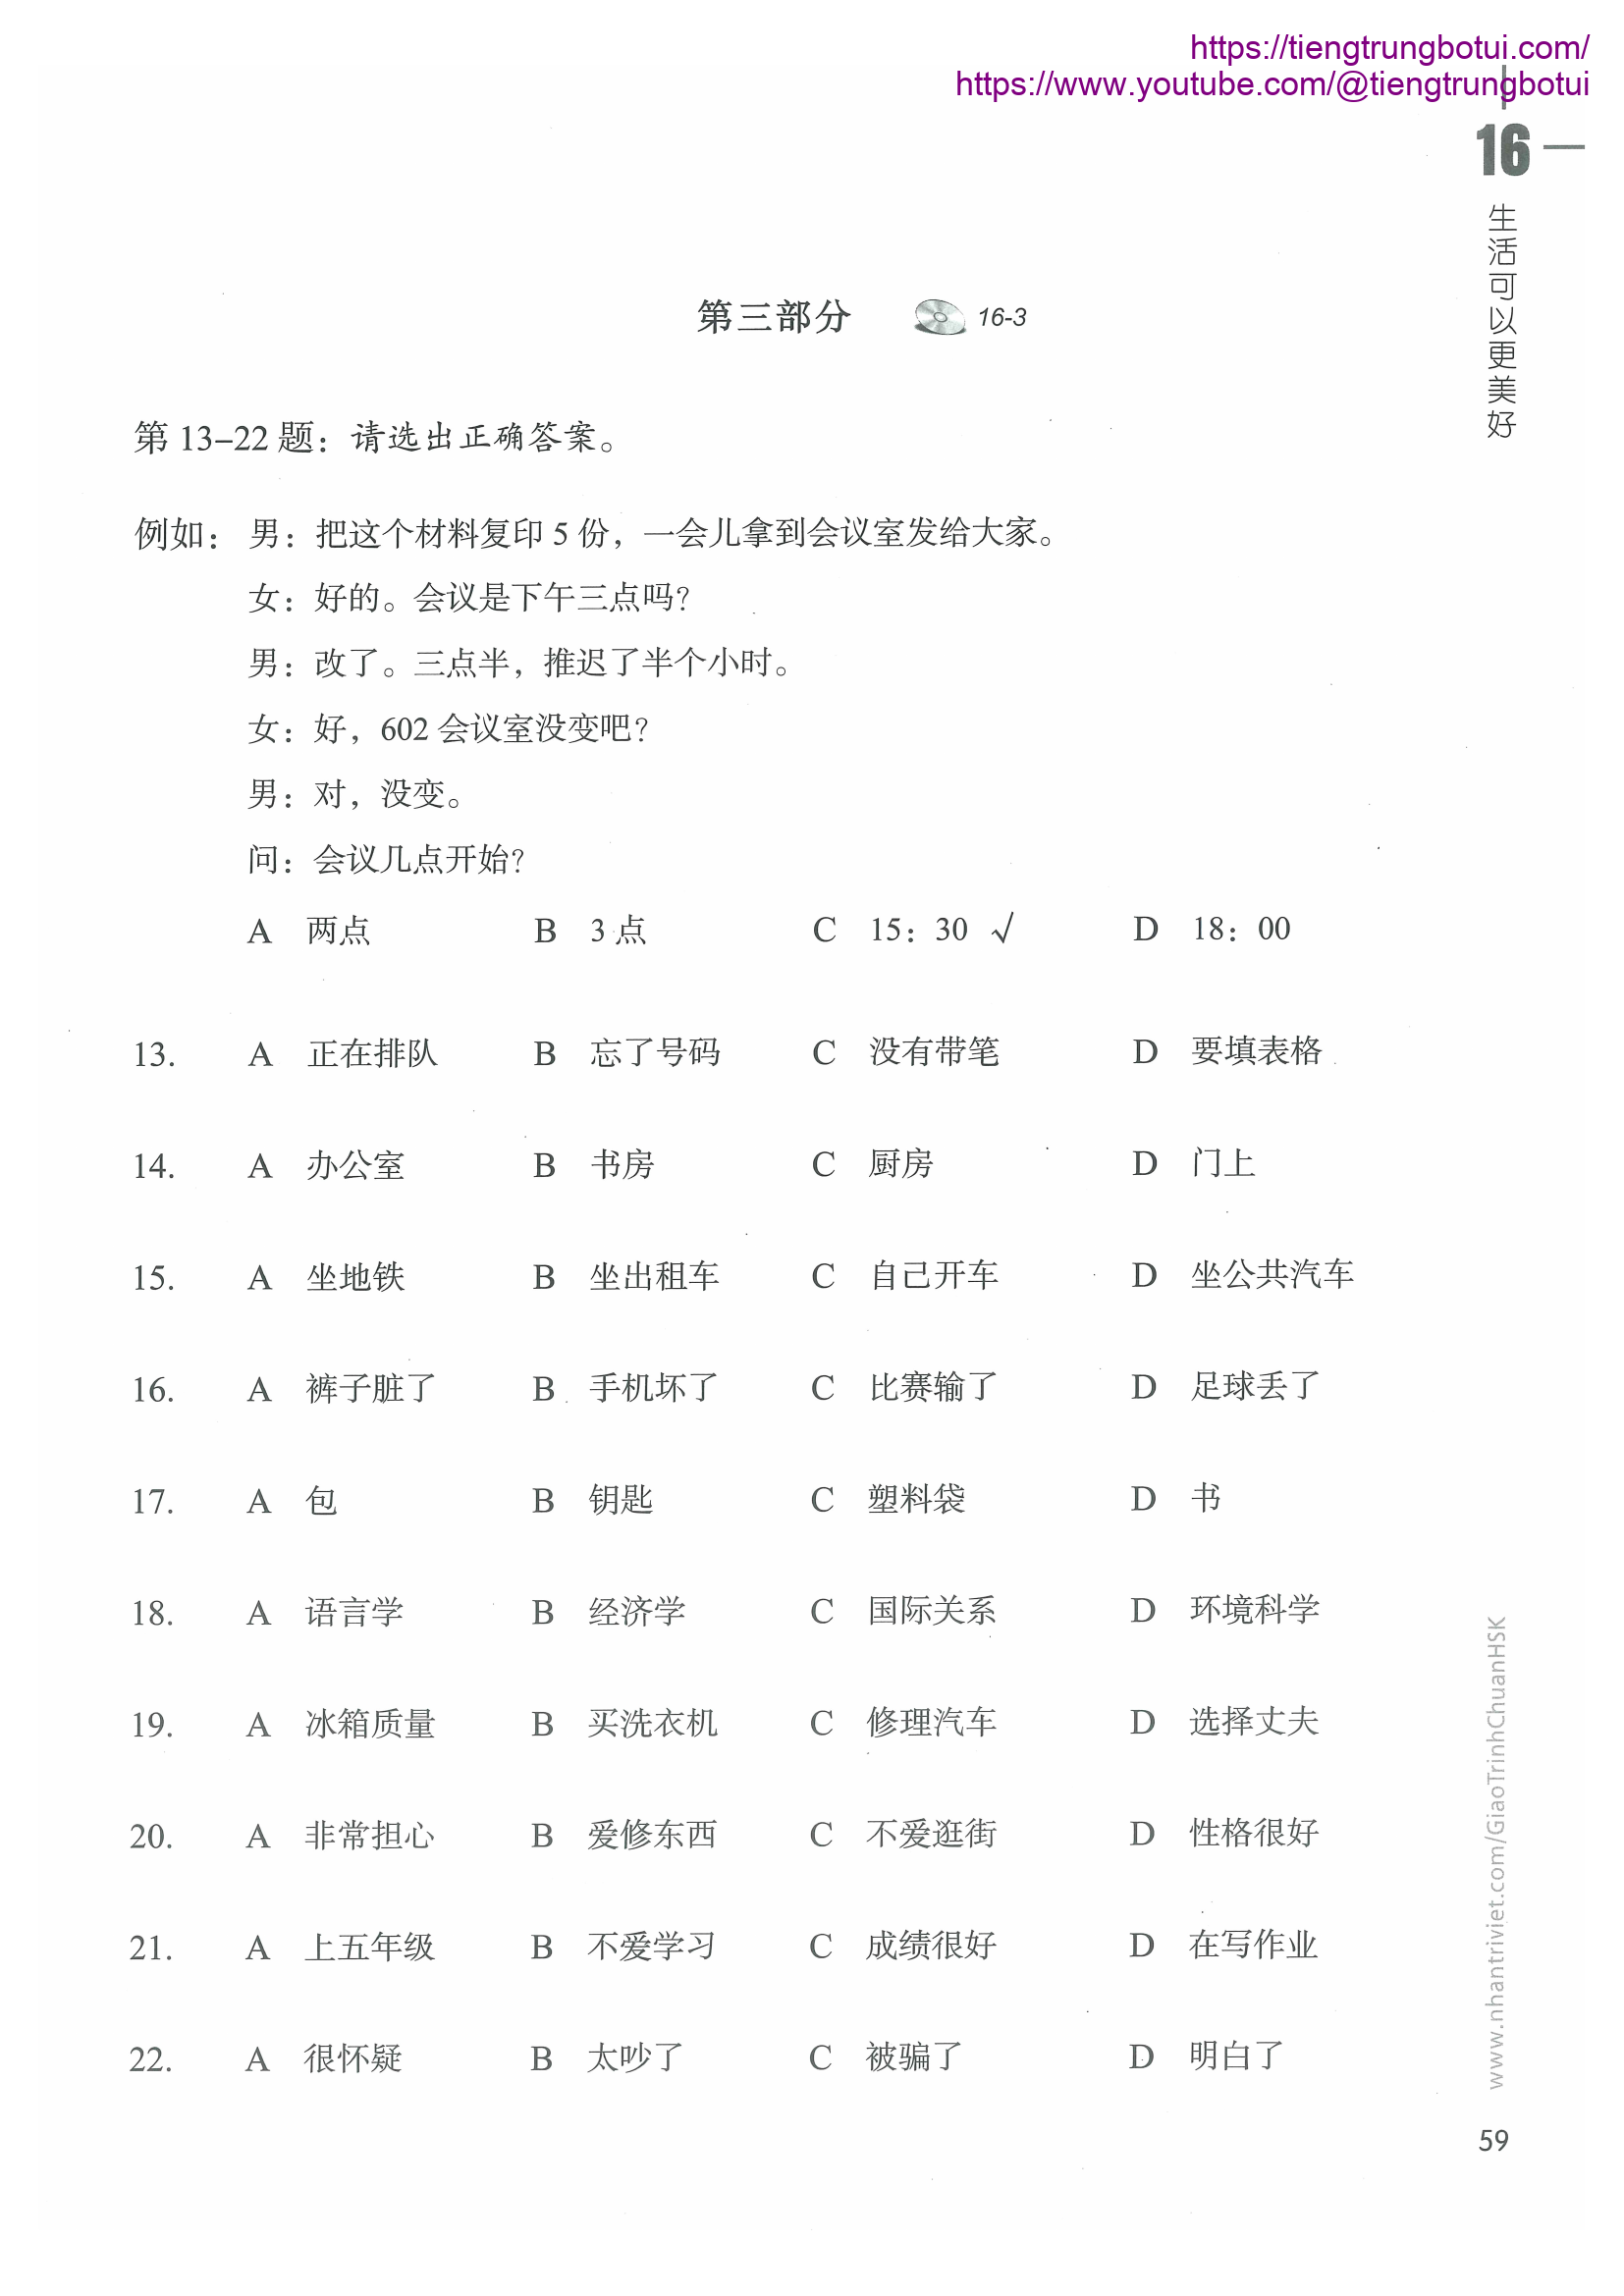 https://tiengtrungbotui.com/
https://www.youtube.com/@tiengtrungbotui
16
生活可以更美好
第三部分 16-3
第 13–22 题：请选出正确答案。
例如：男：把这个材料复印 5 份，一会儿拿到会议室发给大家。
女：好的。会议是下午三点吗？
男：改了。三点半，推迟了半个小时。
女：好，602 会议室没变吧？
男：对，没变。
问：会议几点开始？
A 两点 B 3 点 C 15：30 √ D 18：00
13. A 正在排队 B 忘了号码 C 没有带笔 D 要填表格
14. A 办公室 B 书房 C 厨房 D 门上
15. A 坐地铁 B 坐出租车 C 自己开车 D 坐公共汽车
16. A 裤子脏了 B 手机坏了 C 比赛输了 D 足球丢了
17. A 包 B 钥匙 C 塑料袋 D 书
18. A 语言学 B 经济学 C 国际关系 D 环境科学
19. A 冰箱质量 B 买洗衣机 C 修理汽车 D 选择丈夫
20. A 非常担心 B 爱修东西 C 不爱逛街 D 性格很好
21. A 上五年级 B 不爱学习 C 成绩很好 D 在写作业
22. A 很怀疑 B 太吵了 C 被骗了 D 明白了
www.nhantriviet.com/GiaoTrinhChuanHSK
59